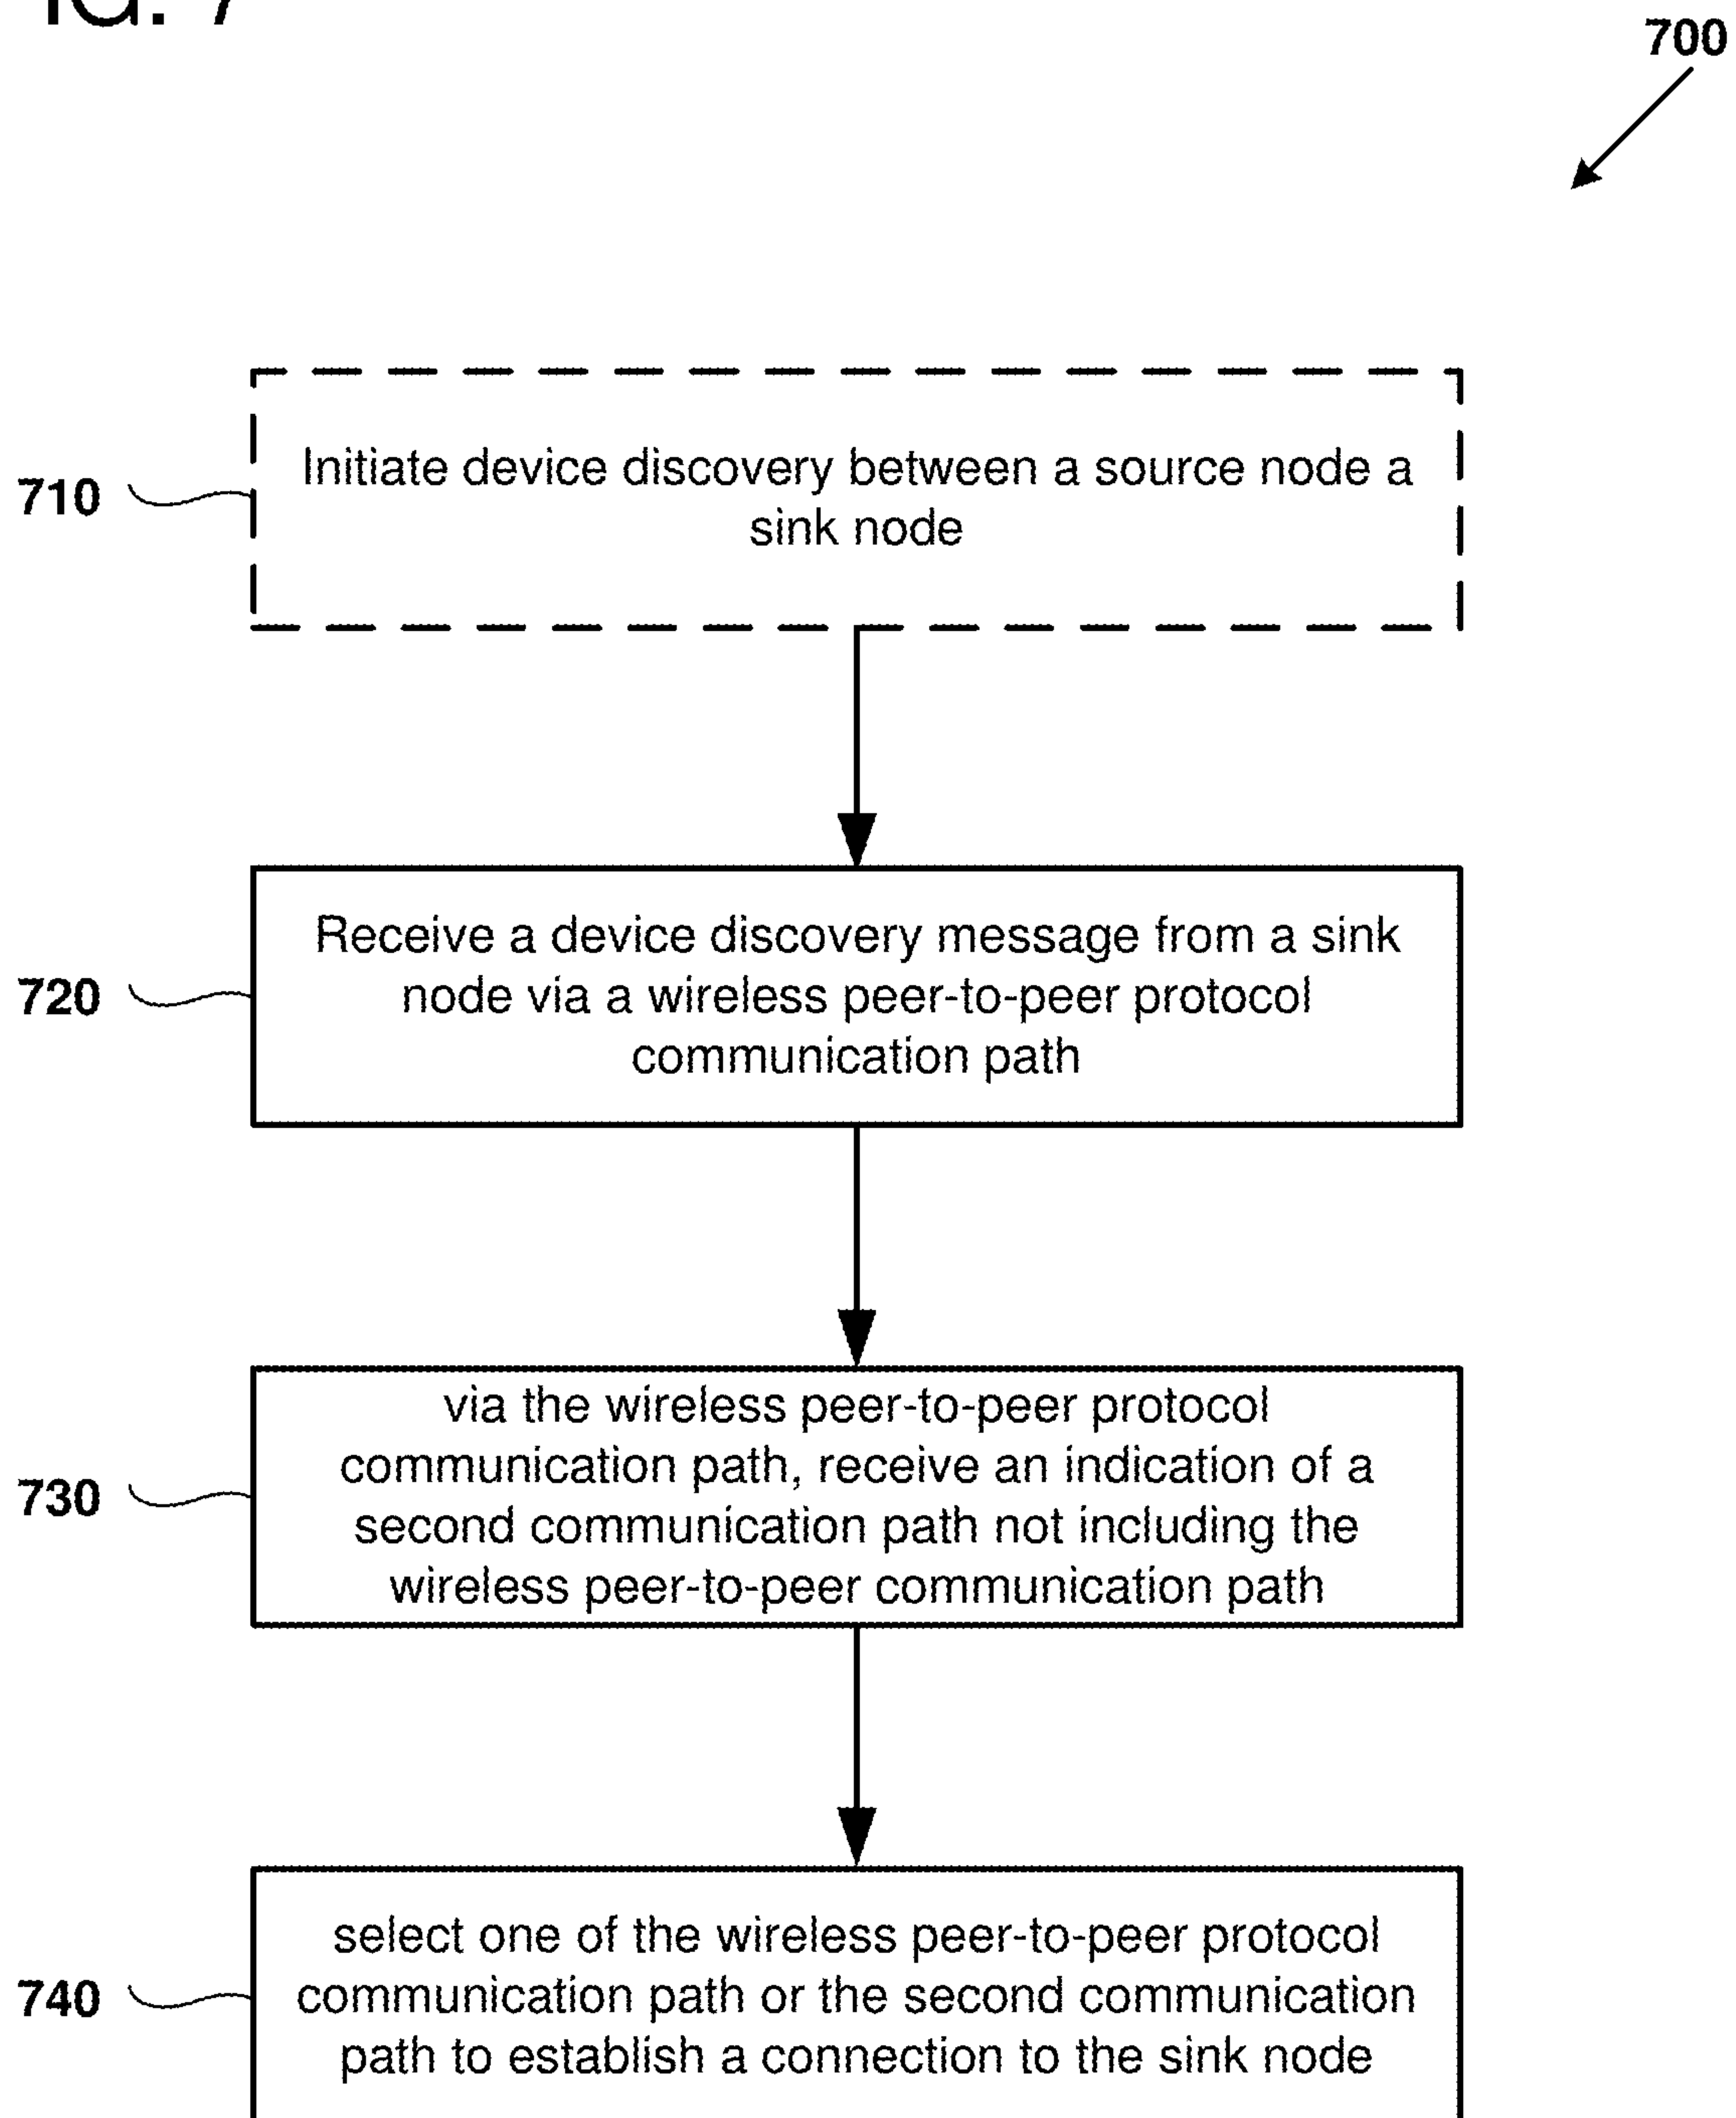 FIG. 7
700
710
Initiate device discovery between a source node a
sink node
720
Receive a device discovery message from a sink
node via a wireless peer-to-peer protocol
communication path
730
via the wireless peer-to-peer protocol
communication path, receive an indication of a
second communication path not including the
wireless peer-to-peer communication path
740
select one of the wireless peer-to-peer protocol
communication path or the second communication
path to establish a connection to the sink node